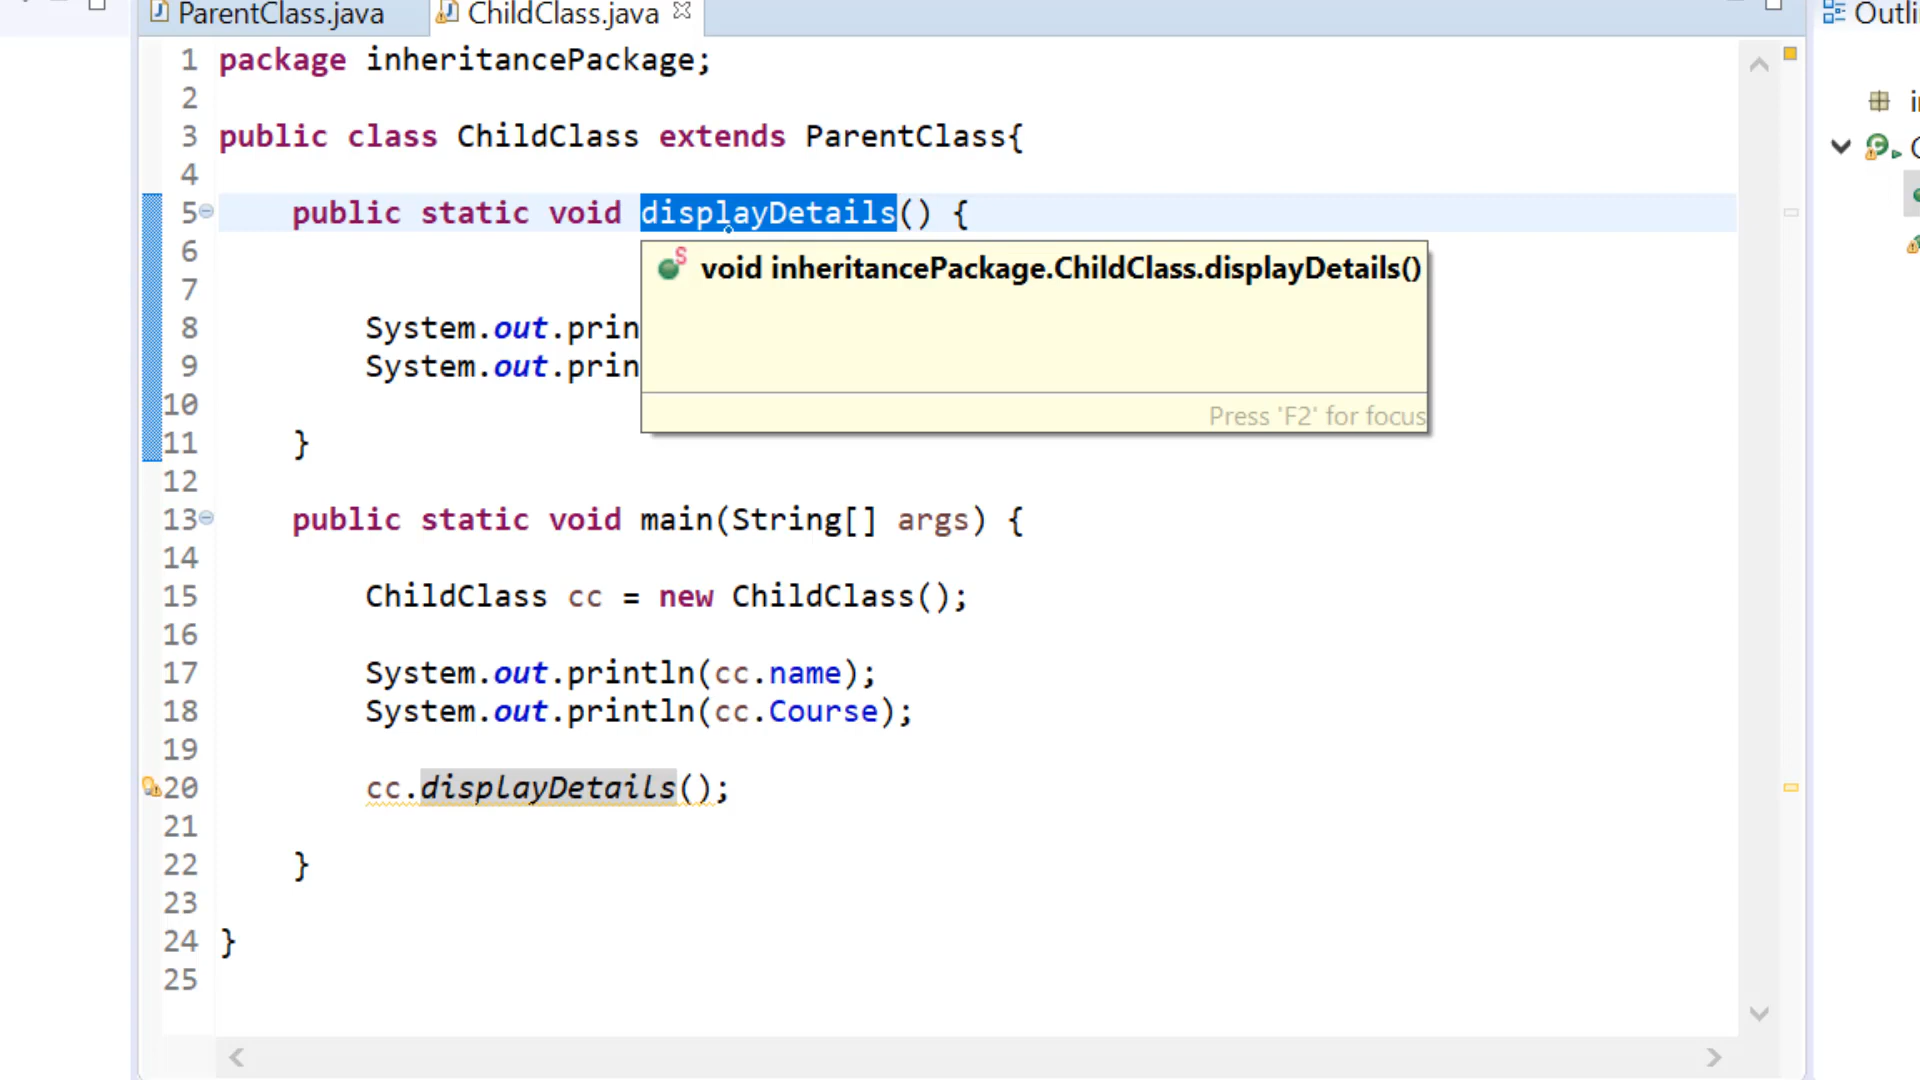 ParentClass.java
ChildClass.java
1 package inheritancePackage;
2
3 public class ChildClass extends ParentClass{
4
5 public static void displayDetails() {
6
void inheritancePackage.ChildClass.displayDetails()
7
8 System.out.prin
9 System.out.prin
10
Press 'F2' for focus
11 }
12
13 public static void main(String[] args) {
14
15 ChildClass cc = new ChildClass();
16
17 System.out.println(cc.name);
18 System.out.println(cc.Course);
19
20 cc.displayDetails();
21
22 }
23
24 }
25
Outli